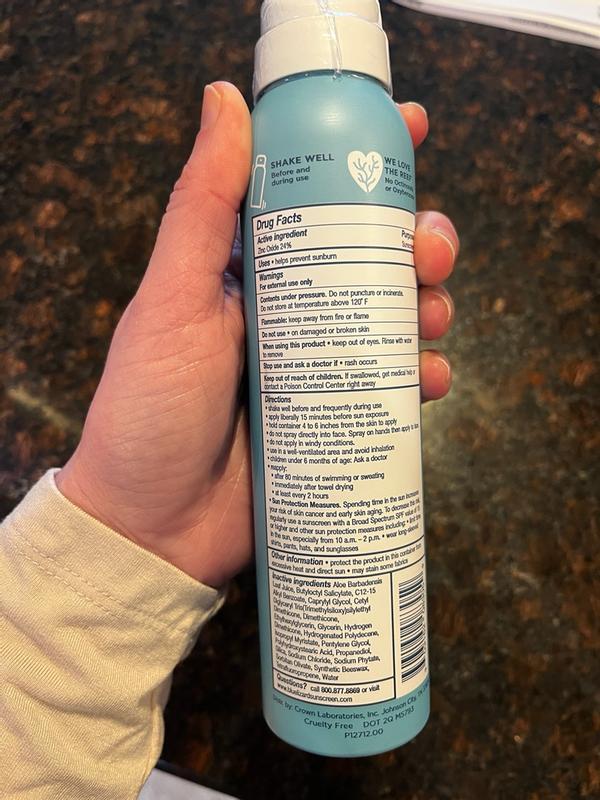 SHAKE WELL
Before and
during use
WE LOVE
THE REEF
No Octinoxate
or Oxybenzone
Drug Facts
Active ingredient
Purpose
Zinc Oxide 24%
Sunscreen
Uses • helps prevent sunburn
Warnings
For external use only
Contents under pressure. Do not puncture or incinerate.
Do not store at temperature above 120° F
Flammable: keep away from fire or flame
Do not use • on damaged or broken skin
When using this product • keep out of eyes. Rinse with water
to remove
Stop use and ask a doctor if • rash occurs
Keep out of reach of children. If swallowed, get medical help or
contact a Poison Control Center right away
Directions
• shake well before and frequently during use
• apply liberally 15 minutes before sun exposure
• hold container 4 to 6 inches from the skin to apply
• do not spray directly into face. Spray on hands then apply to face
• do not apply in windy conditions.
• use in a well-ventilated area and avoid inhalation
• children under 6 months of age: Ask a doctor
• reapply:
• after 80 minutes of swimming or sweating
• immediately after towel drying
• at least every 2 hours
• Sun Protection Measures. Spending time in the sun increases
your risk of skin cancer and early skin aging. To decrease this risk,
regularly use a sunscreen with a Broad Spectrum SPF value of 15
or higher and other sun protection measures including: • limit time
in the sun, especially from 10 a.m. – 2 p.m. • wear long-sleeved
shirts, pants, hats, and sunglasses
Other information • protect the product in this container from
excessive heat and direct sun • may stain some fabrics
Inactive ingredients Aloe Barbadensis
Leaf Juice, Butyloctyl Salicylate, C12-15
Alkyl Benzoate, Caprylyl Glycol, Cetyl
Diglyceryl Tris(Trimethylsiloxy)silylethyl
Dimethicone, Dimethicone,
Ethylhexylglycerin, Glycerin, Hydrogen
Dimethicone, Hydrogenated Polydecene,
Isopropyl Myristate, Pentylene Glycol,
Polyhydroxystearic Acid, Propanediol,
Silica, Sodium Chloride, Sodium Phytate,
Sorbitan Olivate, Synthetic Beeswax,
Tetrafluoropropene, Water
Questions? call 800.877.8869 or visit
www.bluelizardsunscreen.com
Distr. by: Crown Laboratories, Inc. Johnson City, TN
Cruelty Free DOT 2Q M5793
P12712.00